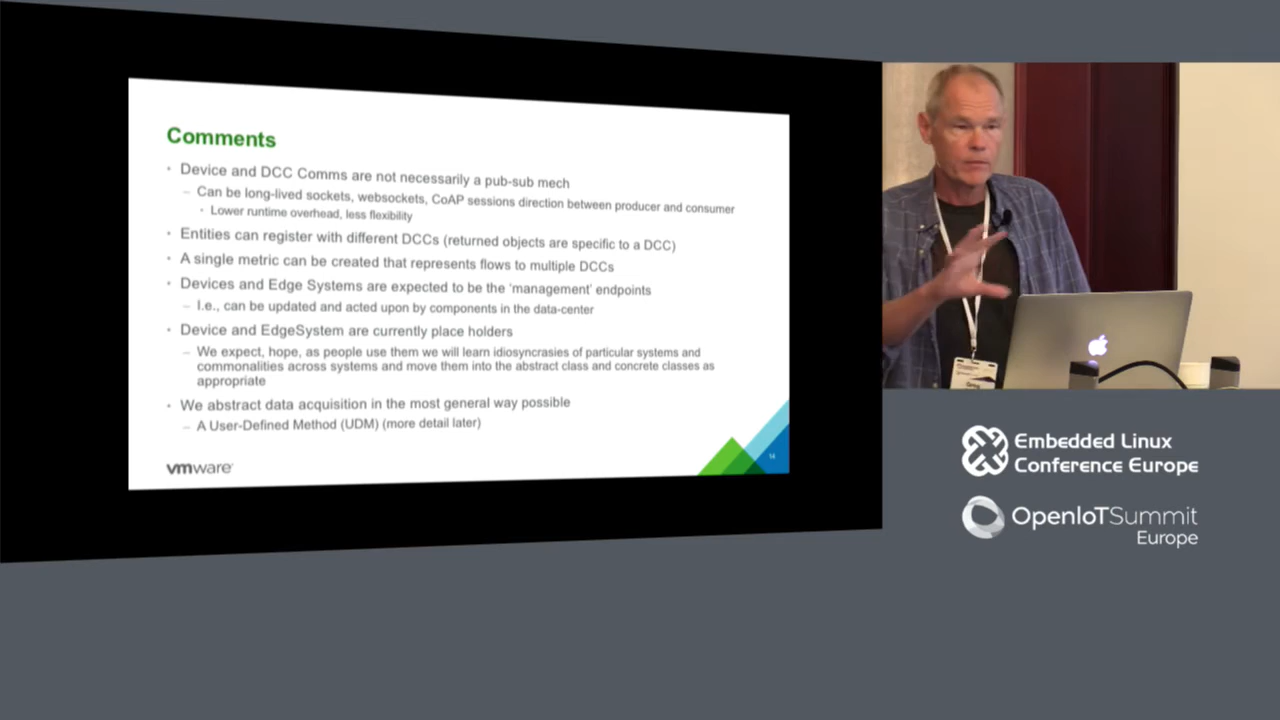 Comments
• Device and DCC Comms are not necessarily a pub-sub mech
– Can be long-lived sockets, websockets, CoAP sessions direction between producer and consumer
• Lower runtime overhead, less flexibility
• Entities can register with different DCCs (returned objects are specific to a DCC)
• A single metric can be created that represents flows to multiple DCCs
• Devices and Edge Systems are expected to be the ‘management’ endpoints
– I.e., can be updated and acted upon by components in the data-center
• Device and EdgeSystem are currently place holders
– We expect, hope, as people use them we will learn idiosyncrasies of particular systems and
commonalities across systems and move them into the abstract class and concrete classes as
appropriate
• We abstract data acquisition in the most general way possible
– A User-Defined Method (UDM) (more detail later)
vmware
14
Greg
Embedded Linux
Conference Europe
OpenIoTSummit
Europe